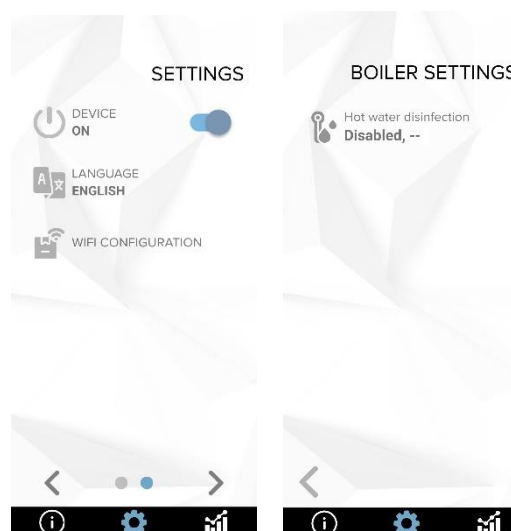 SETTINGS
DEVICE
ON
LANGUAGE
ENGLISH
WIFI CONFIGURATION
BOILER SETTINGS
Hot water disinfection
Disabled, --